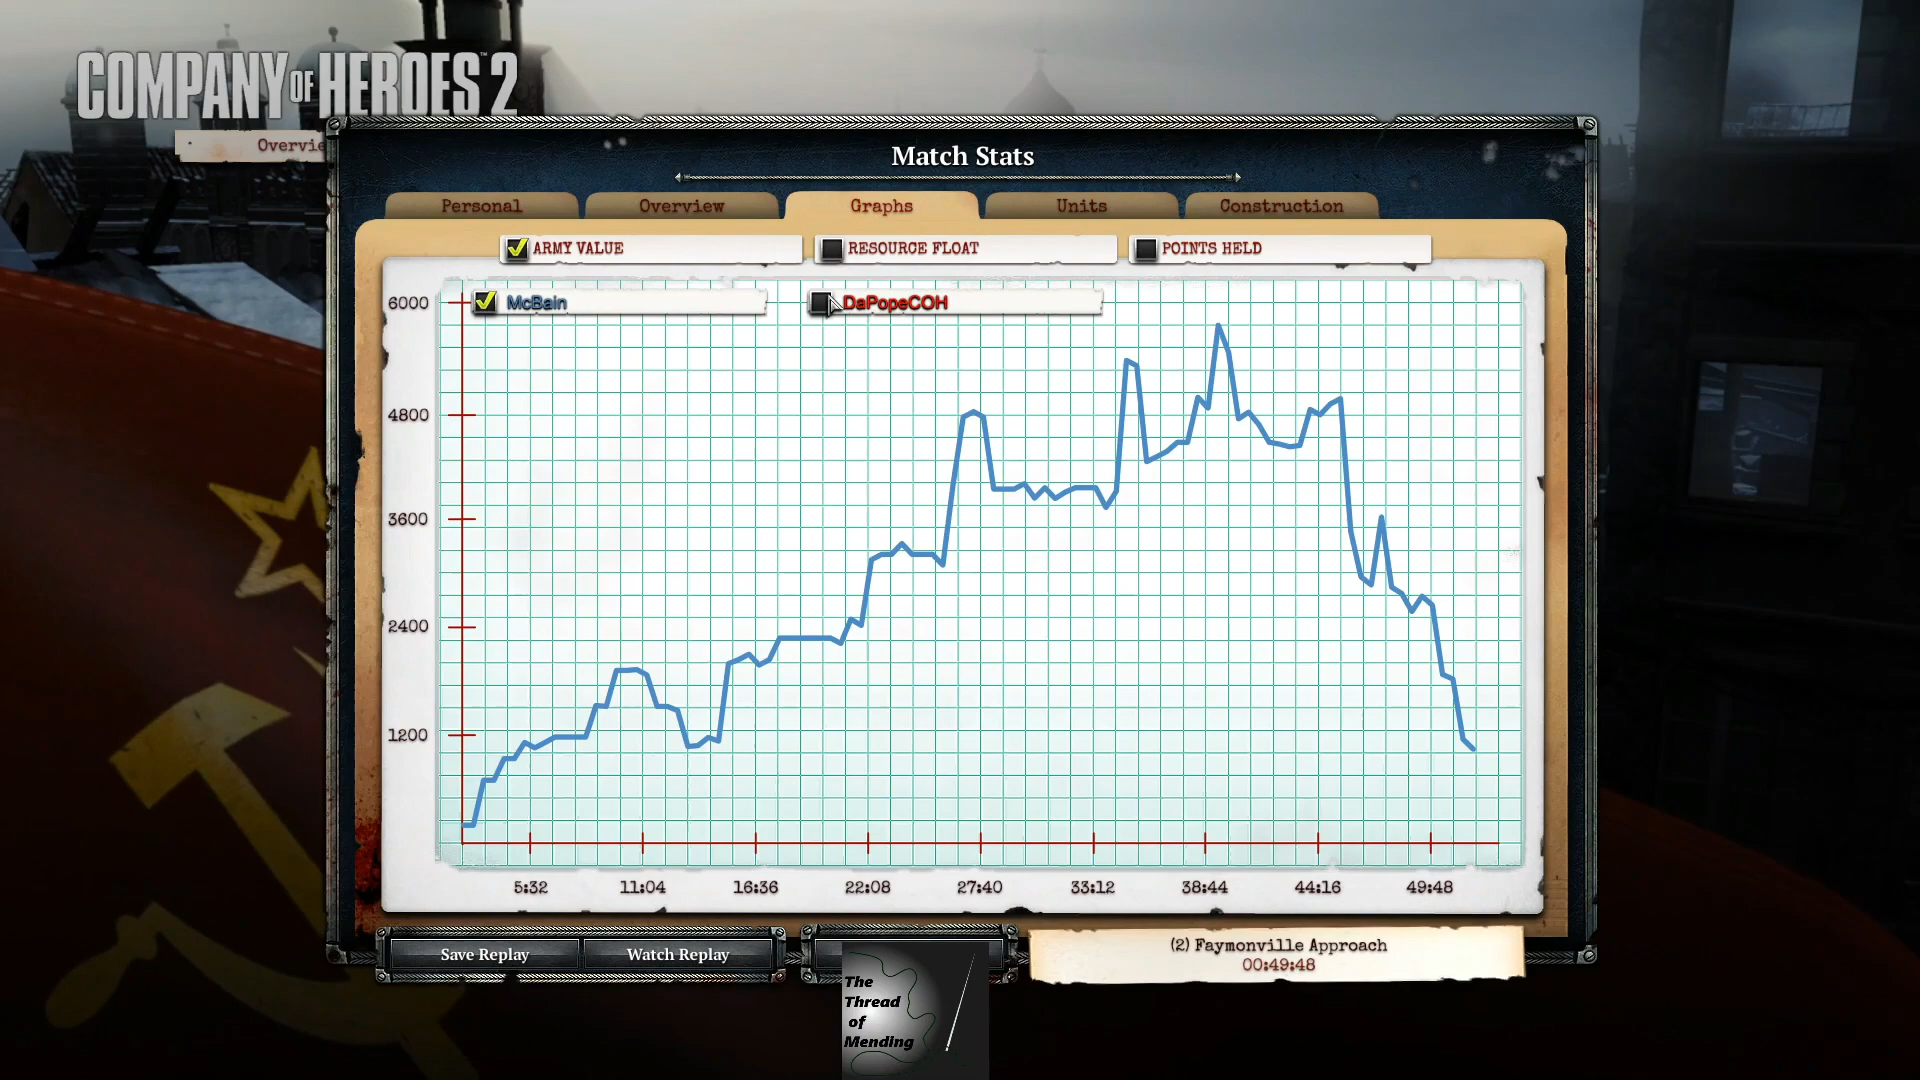 COMPANY OF HEROES™ 2
Overvie
Match Stats
Personal
Overview
Graphs
Units
Construction
ARMY VALUE
RESOURCE FLOAT
POINTS HELD
McBain
DaPopeCOH
6000
4800
3600
2400
1200
5:32
11:04
16:36
22:08
27:40
33:12
38:44
44:16
49:48
Save Replay
Watch Replay
(2) Faymonville Approach
00:49:48
The
Thread
of
Mending